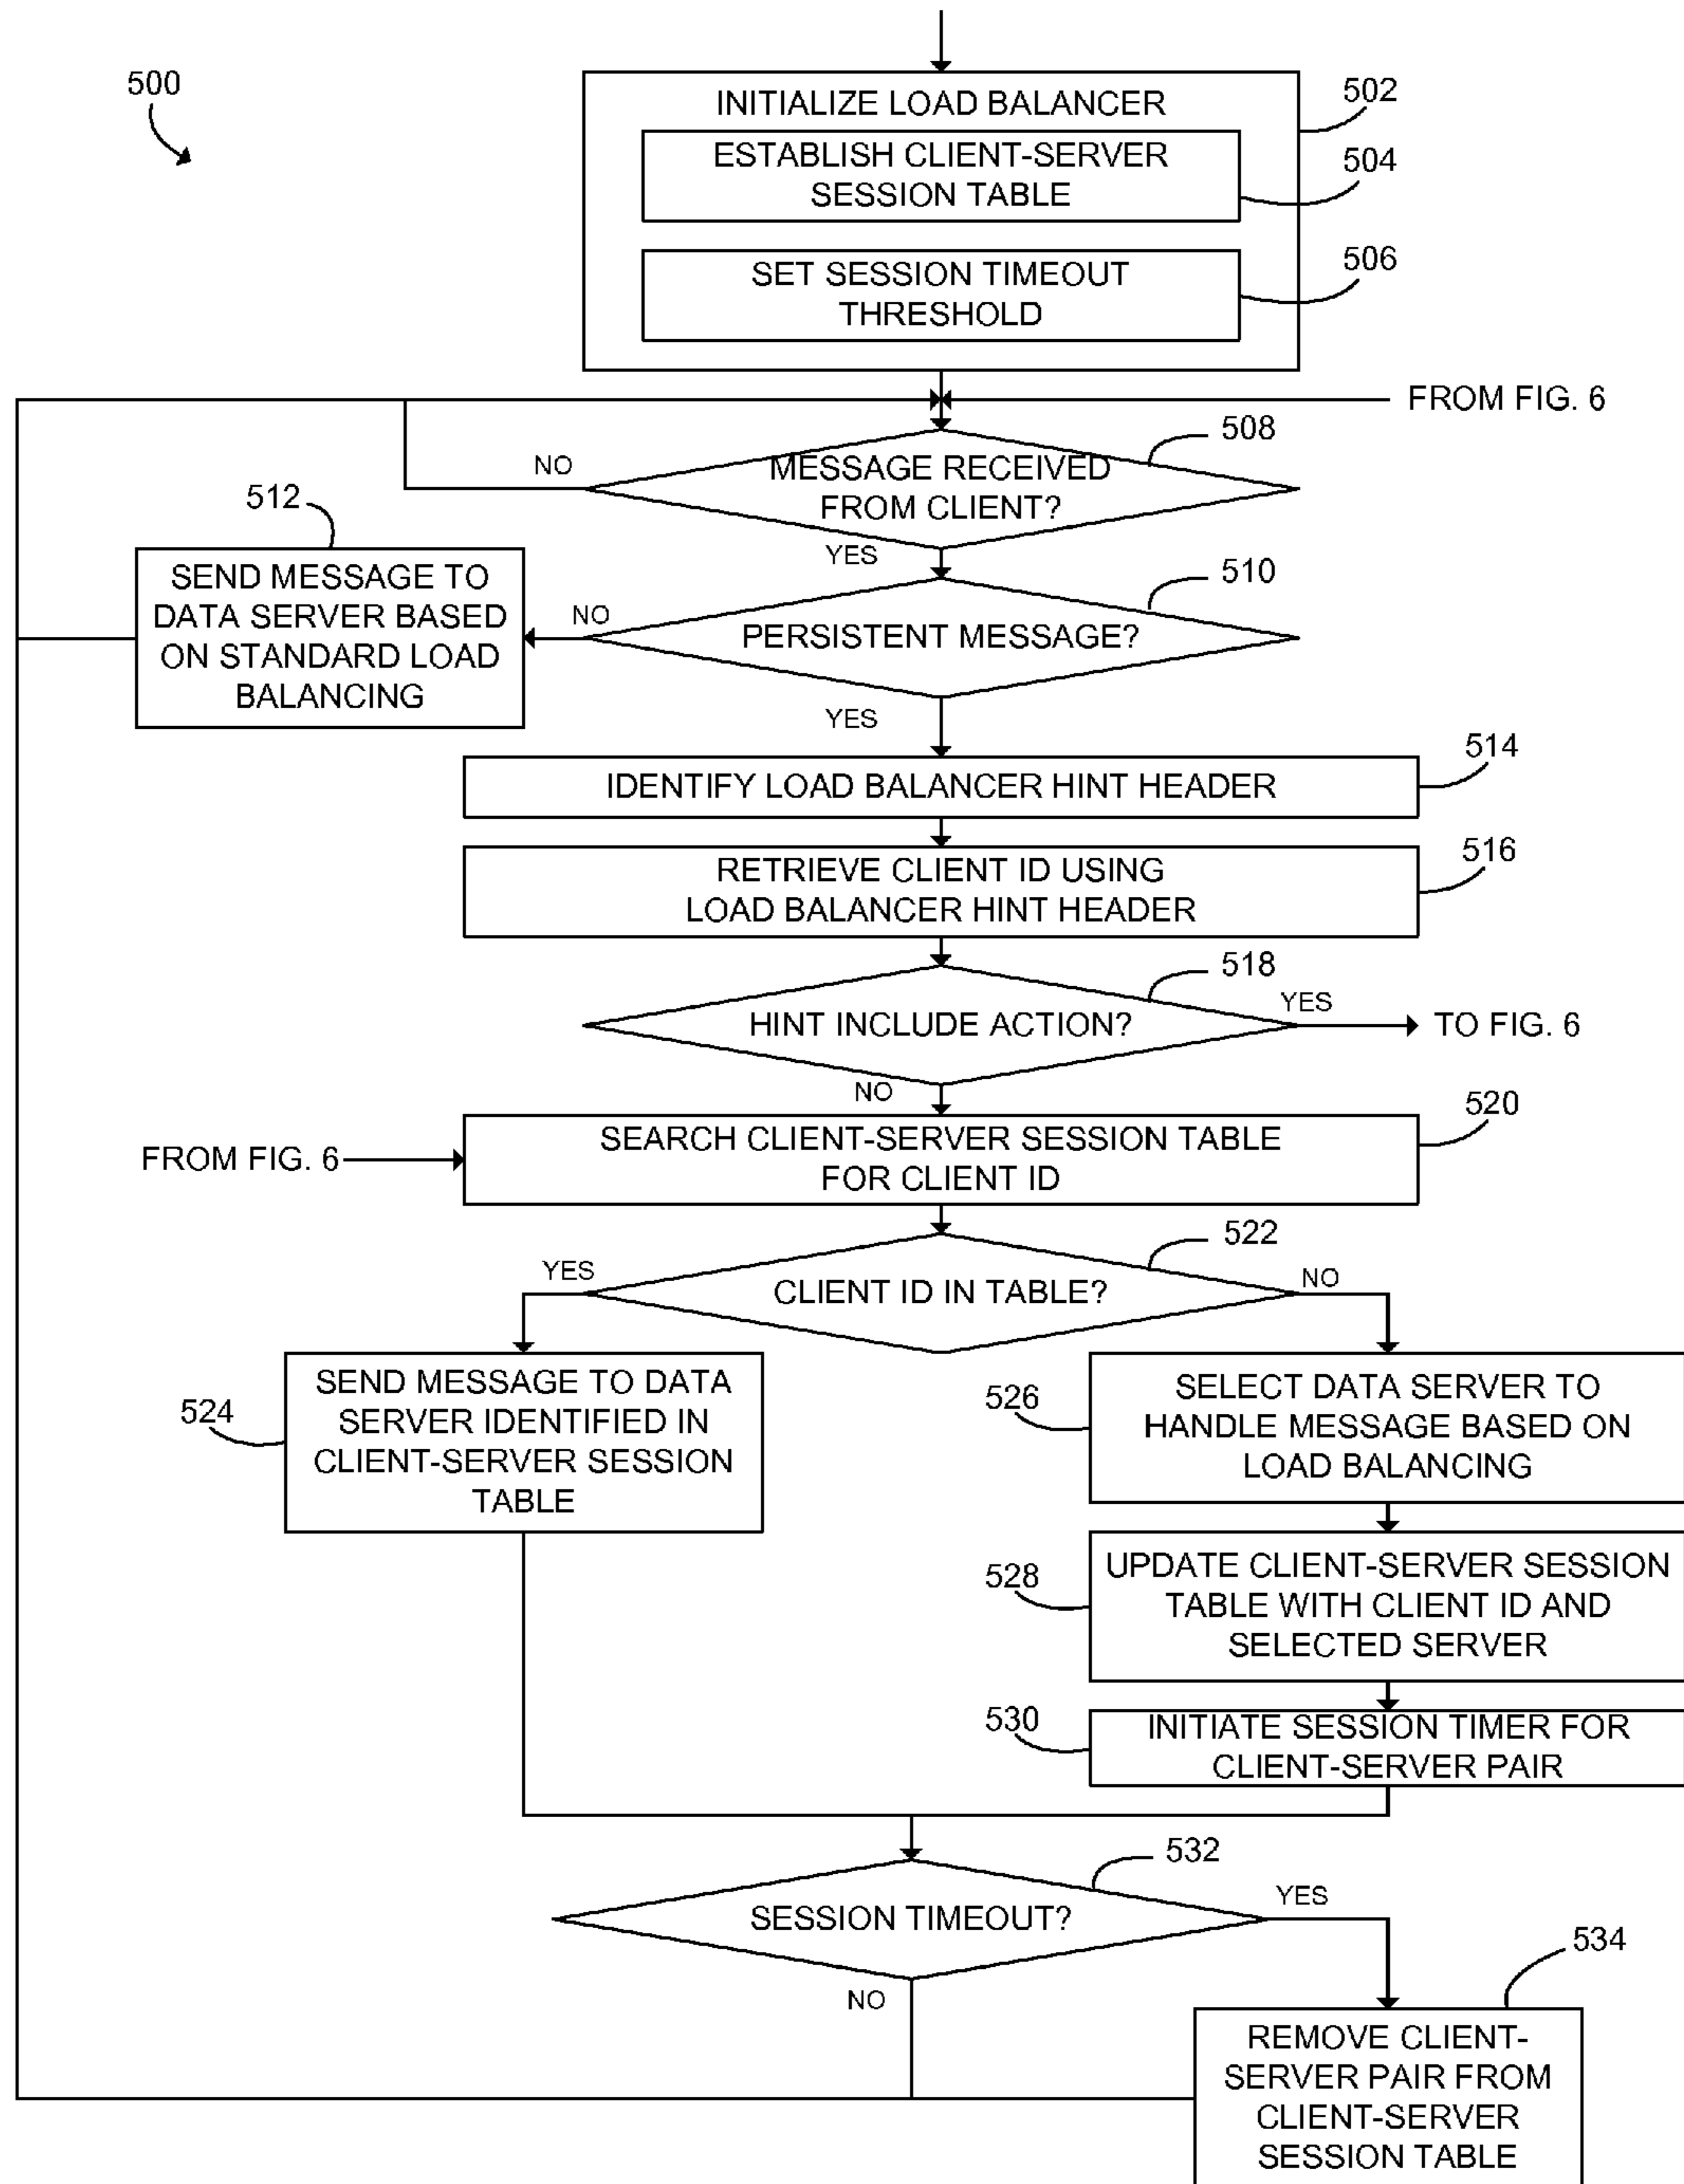 500
INITIALIZE LOAD BALANCER
502
ESTABLISH CLIENT-SERVER
SESSION TABLE
504
SET SESSION TIMEOUT
THRESHOLD
506
FROM FIG. 6
508
NO
MESSAGE RECEIVED
FROM CLIENT?
YES
512
SEND MESSAGE TO
DATA SERVER BASED
ON STANDARD LOAD
BALANCING
510
NO
PERSISTENT MESSAGE?
YES
514
IDENTIFY LOAD BALANCER HINT HEADER
516
RETRIEVE CLIENT ID USING
LOAD BALANCER HINT HEADER
518
HINT INCLUDE ACTION?
YES
TO FIG. 6
NO
520
FROM FIG. 6
SEARCH CLIENT-SERVER SESSION TABLE
FOR CLIENT ID
522
YES
CLIENT ID IN TABLE?
NO
524
SEND MESSAGE TO DATA
SERVER IDENTIFIED IN
CLIENT-SERVER SESSION
TABLE
526
SELECT DATA SERVER TO
HANDLE MESSAGE BASED ON
LOAD BALANCING
528
UPDATE CLIENT-SERVER SESSION
TABLE WITH CLIENT ID AND
SELECTED SERVER
530
INITIATE SESSION TIMER FOR
CLIENT-SERVER PAIR
532
SESSION TIMEOUT?
YES
NO
534
REMOVE CLIENT-
SERVER PAIR FROM
CLIENT-SERVER
SESSION TABLE